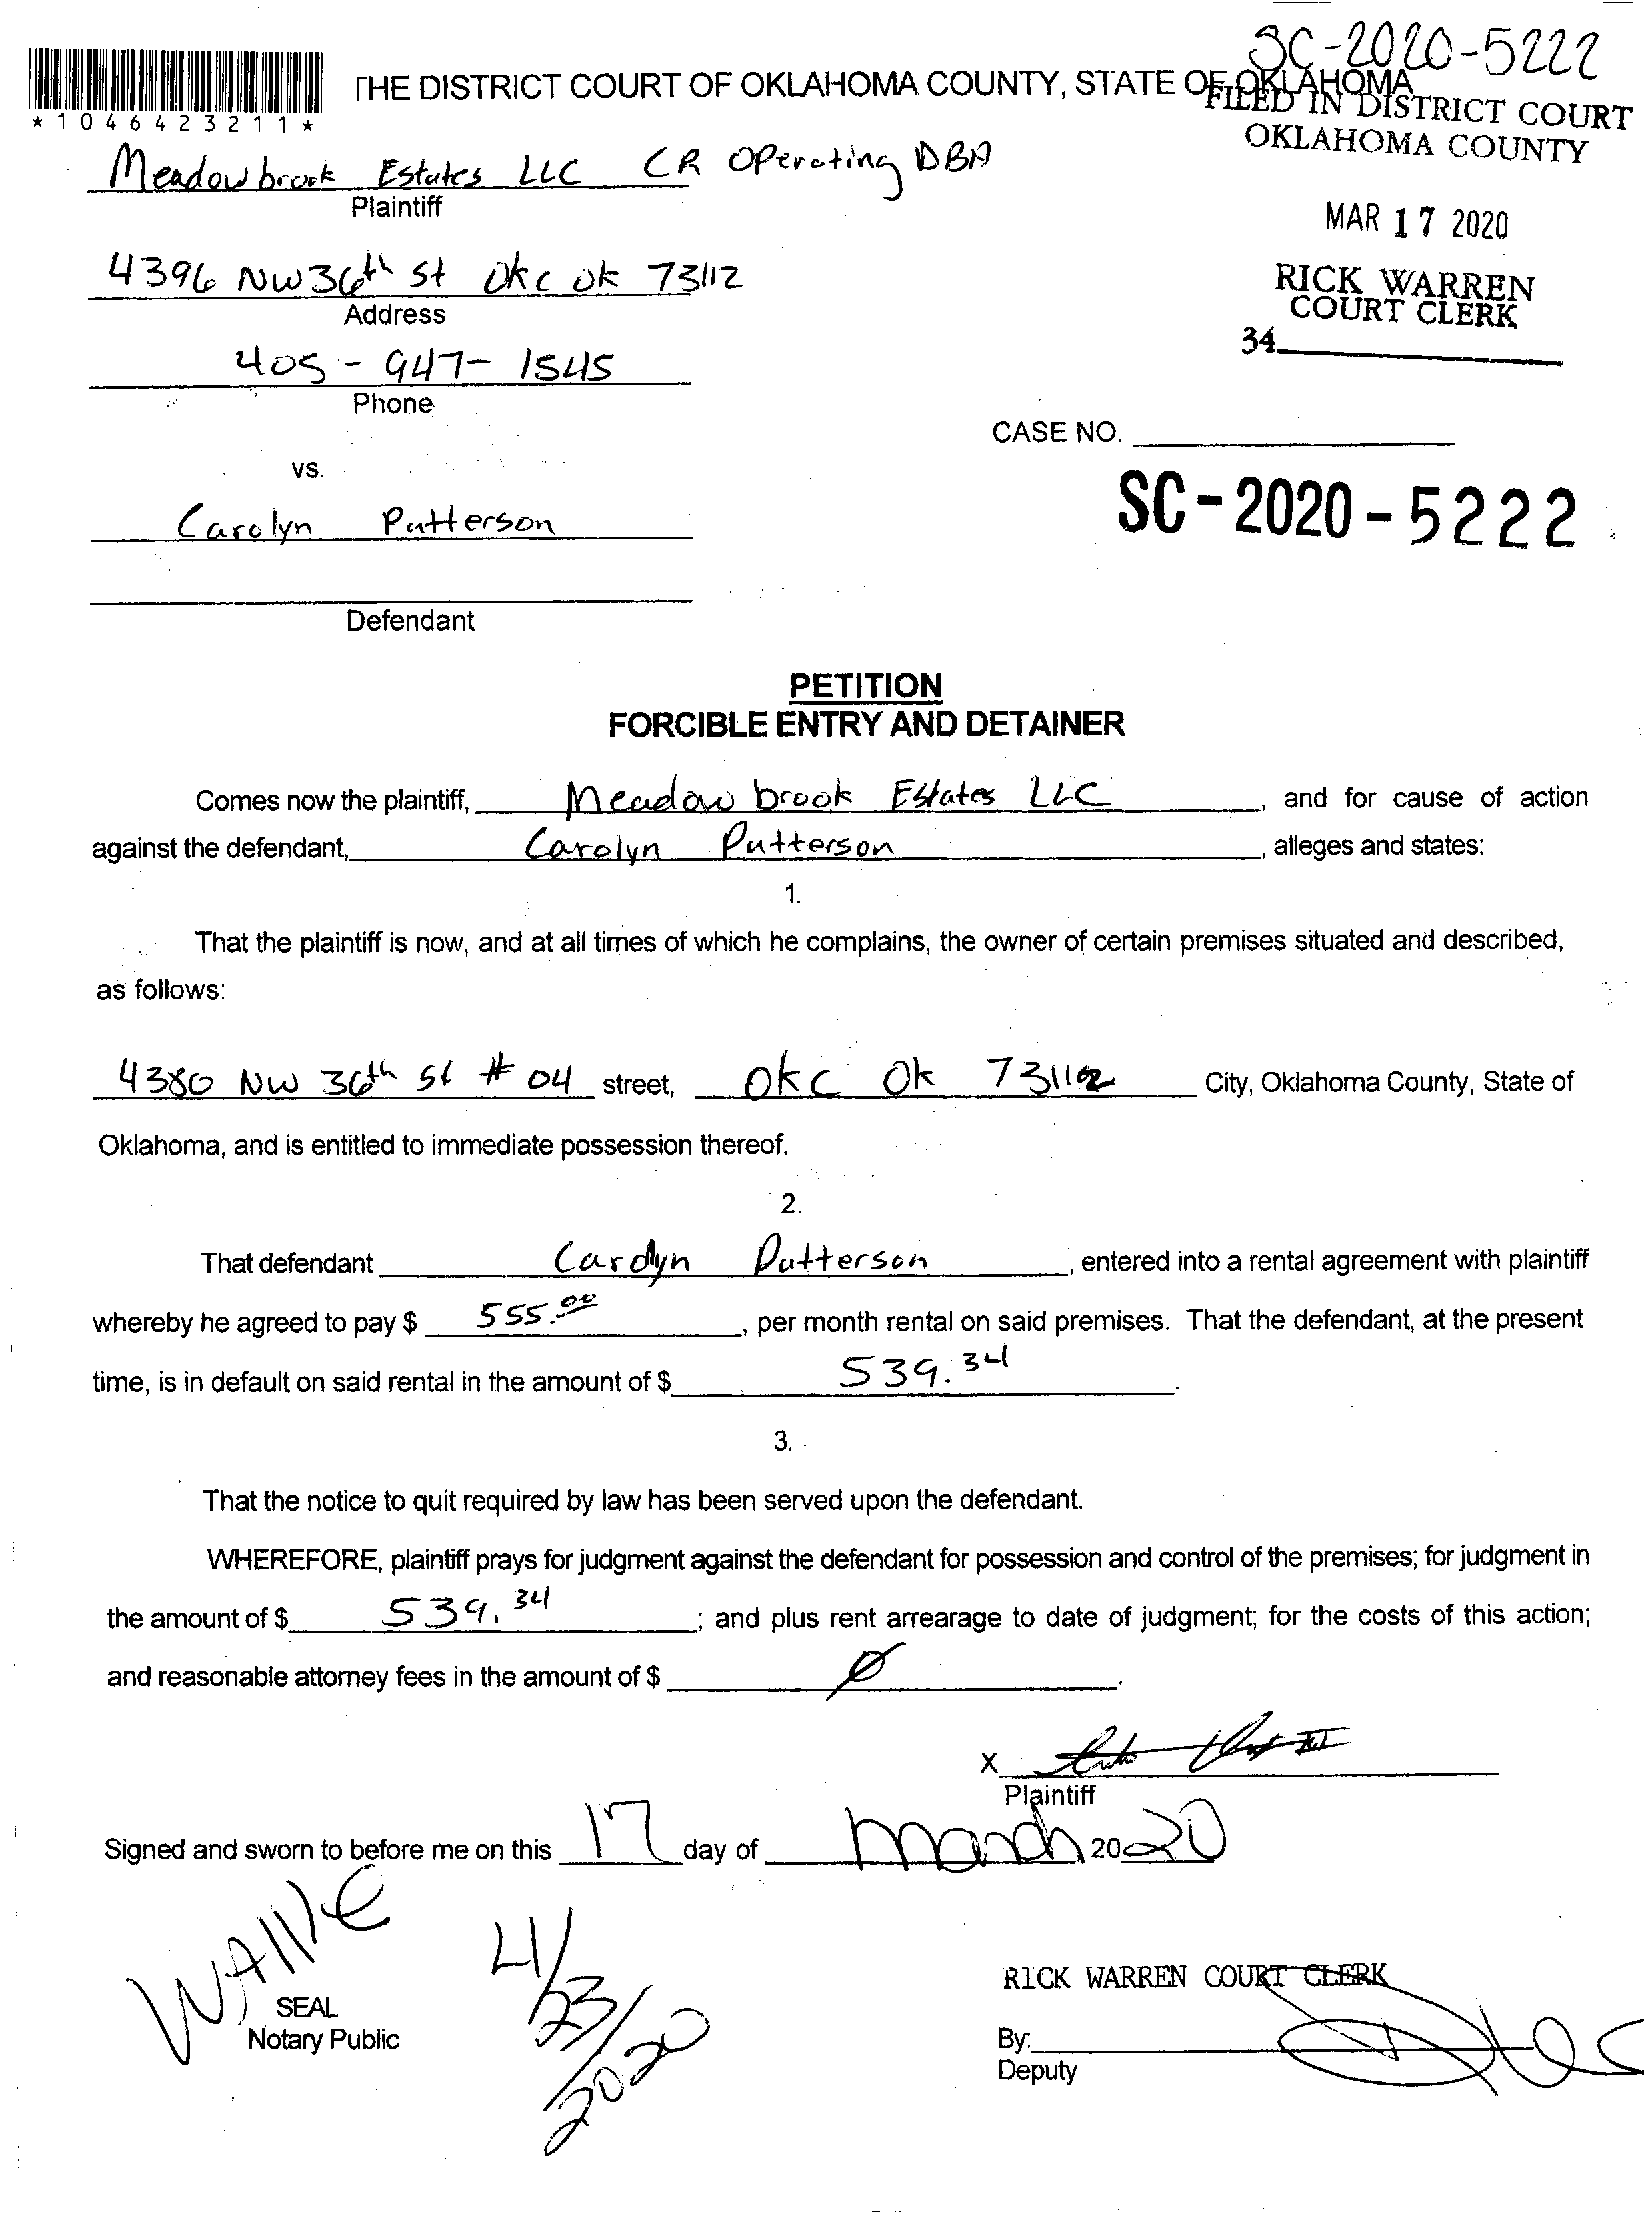 SC-2020-5222
THE DISTRICT COURT OF OKLAHOMA COUNTY, STATE OF OKLAHOMA
*1046423211*
FILED IN DISTRICT COURT
OKLAHOMA COUNTY
Meadowbrook Estates LLC CR Operating DBA
Plaintiff
MAR 17 2020
4396 NW 36th St Okc Ok 73112
Address
RICK WARREN
COURT CLERK
34
405-947-1545
Phone
CASE NO.
vs.
SC-2020-5222
Carolyn Patterson
Defendant
PETITION
FORCIBLE ENTRY AND DETAINER
Comes now the plaintiff, Meadowbrook Estates LLC, and for cause of action
against the defendant, Carolyn Patterson, alleges and states:
1.
That the plaintiff is now, and at all times of which he complains, the owner of certain premises situated and described,
as follows:
4380 NW 36th St # 04 street, OKC Ok 73112 City, Oklahoma County, State of
Oklahoma, and is entitled to immediate possession thereof.
2.
That defendant Carolyn Patterson, entered into a rental agreement with plaintiff
whereby he agreed to pay $ 555.00, per month rental on said premises. That the defendant, at the present
time, is in default on said rental in the amount of $ 539.34.
3.
That the notice to quit required by law has been served upon the defendant.
WHEREFORE, plaintiff prays for judgment against the defendant for possession and control of the premises; for judgment in
the amount of $ 539.34; and plus rent arrearage to date of judgment; for the costs of this action;
and reasonable attorney fees in the amount of $ Ø.
X
Plaintiff
Signed and sworn to before me on this 17 day of March 2020
WAIVE
4/23/2020
SEAL
Notary Public
RICK WARREN COURT CLERK
By:
Deputy